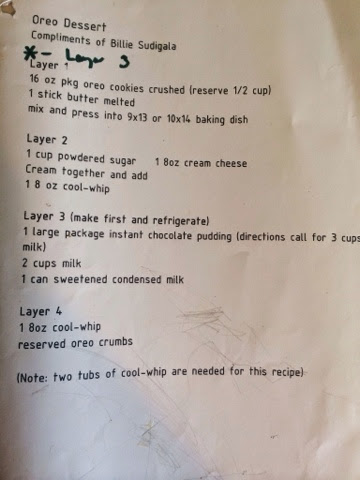 Oreo Dessert
Compliments of Billie Sudigala
*- Layer 3
Layer 1
16 oz pkg oreo cookies crushed (reserve 1/2 cup)
1 stick butter melted
mix and press into 9x13 or 10x14 baking dish
Layer 2
1 cup powdered sugar 1 8oz cream cheese
Cream together and add
1 8 oz cool-whip
Layer 3 (make first and refrigerate)
1 large package instant chocolate pudding (directions call for 3 cups
milk)
2 cups milk
1 can sweetened condensed milk
Layer 4
1 8oz cool-whip
reserved oreo crumbs
(Note: two tubs of cool-whip are needed for this recipe)